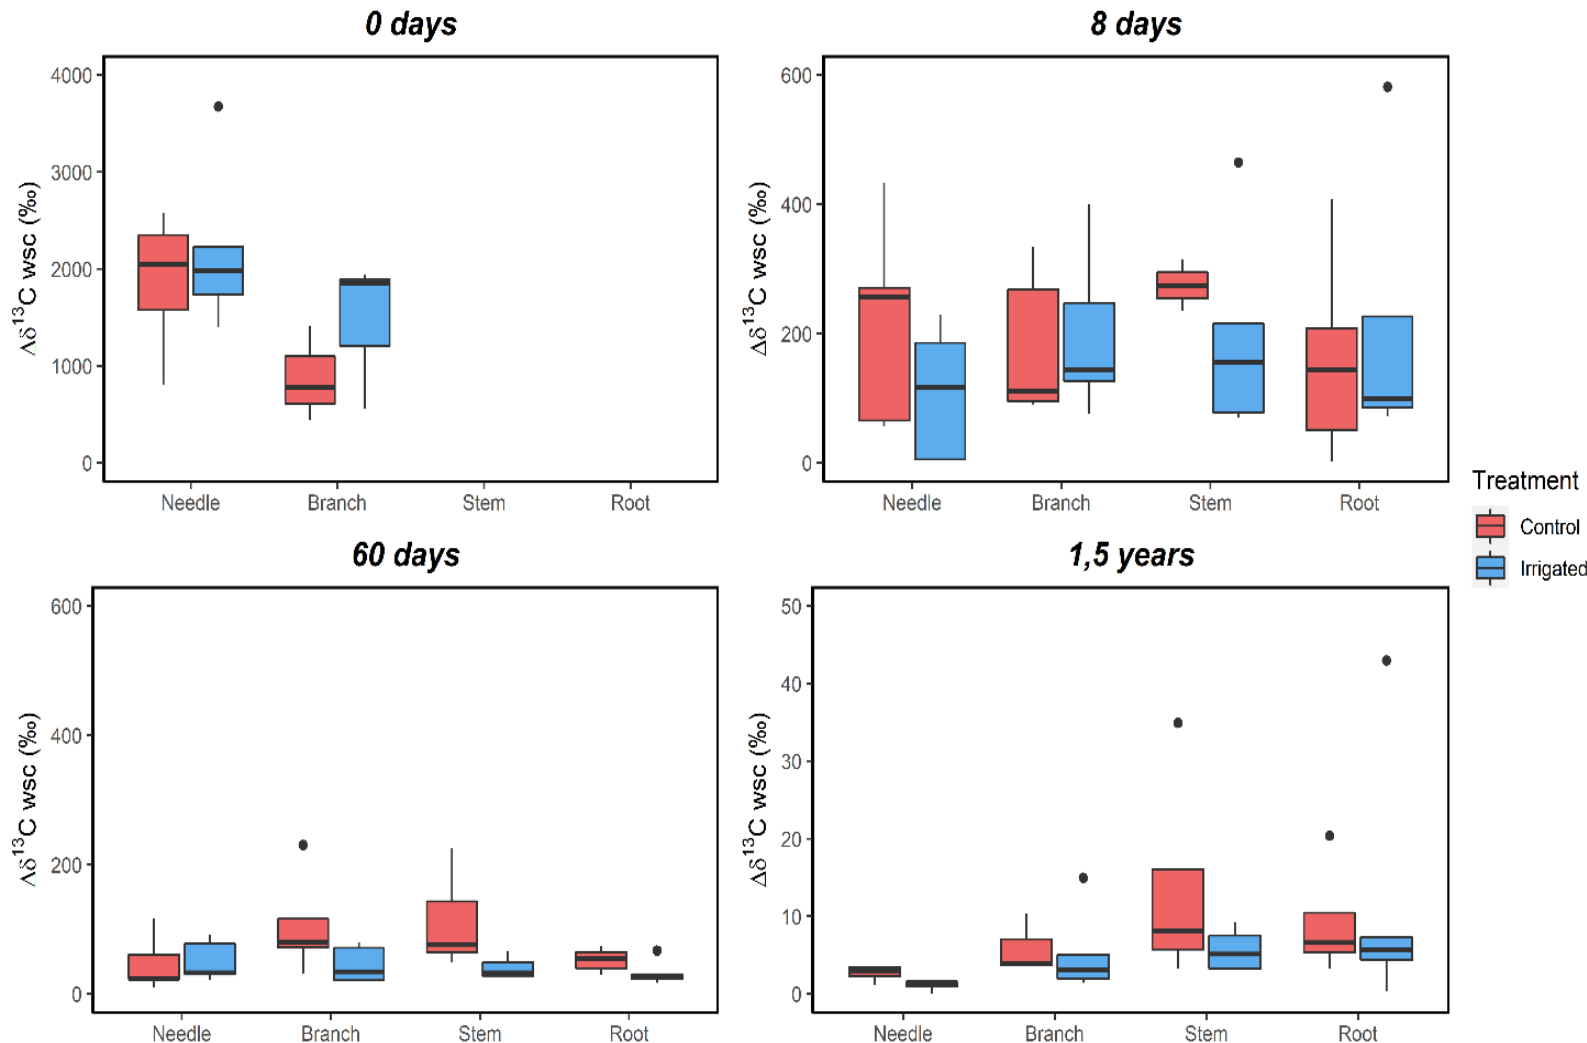 0 days
8 days
4000
3000
2000
1000
0
Δδ¹³C wsc (‰)
Needle Branch Stem Root
600
400
200
0
Δδ¹³C wsc (‰)
Needle Branch Stem Root
Treatment
Control
Irrigated
60 days
1,5 years
600
400
200
0
Δδ¹³C wsc (‰)
Needle Branch Stem Root
50
40
30
20
10
0
Δδ¹³C wsc (‰)
Needle Branch Stem Root